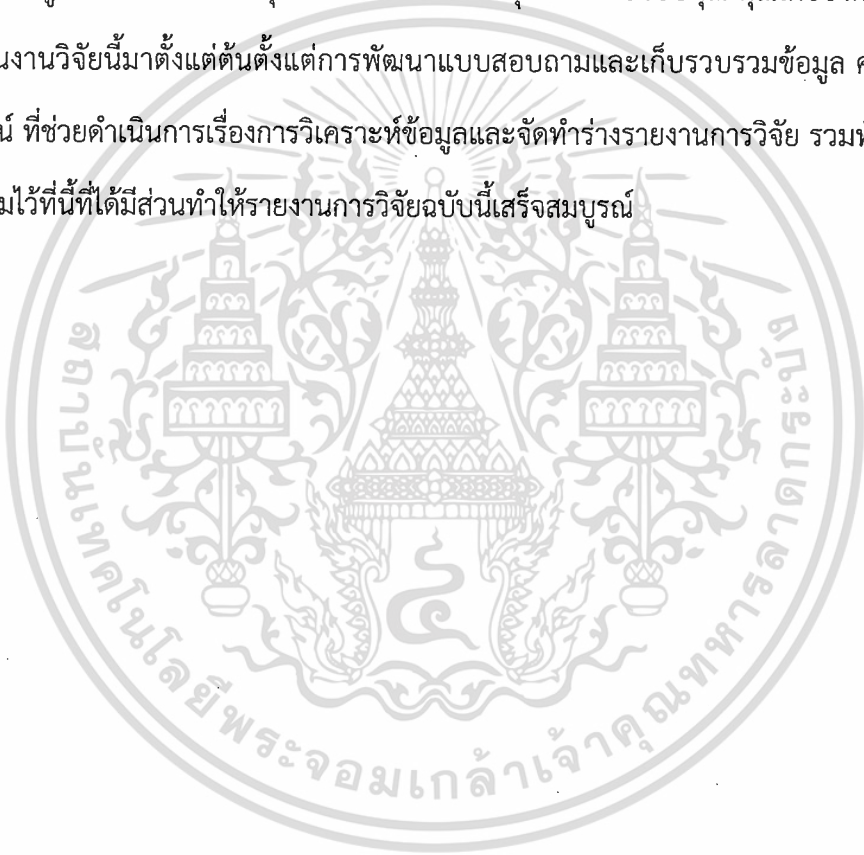 นงานวิจัยนี้มาตั้งแต่ต้นตั้งแต่การพัฒนาแบบสอบถามและเก็บรวบรวมข้อมูล
น์ ที่ช่วยดำเนินการเรื่องการวิเคราะห์ข้อมูลและจัดทำร่างรายงานการวิจัย รวมทั้
มไว้ที่นี้ที่ได้มีส่วนทำให้รายงานการวิจัยฉบับนี้เสร็จสมบูรณ์
สถาบันเทคโนโลยีพระจอมเกล้าเจ้าคุณทหารลาดกระบัง
๔